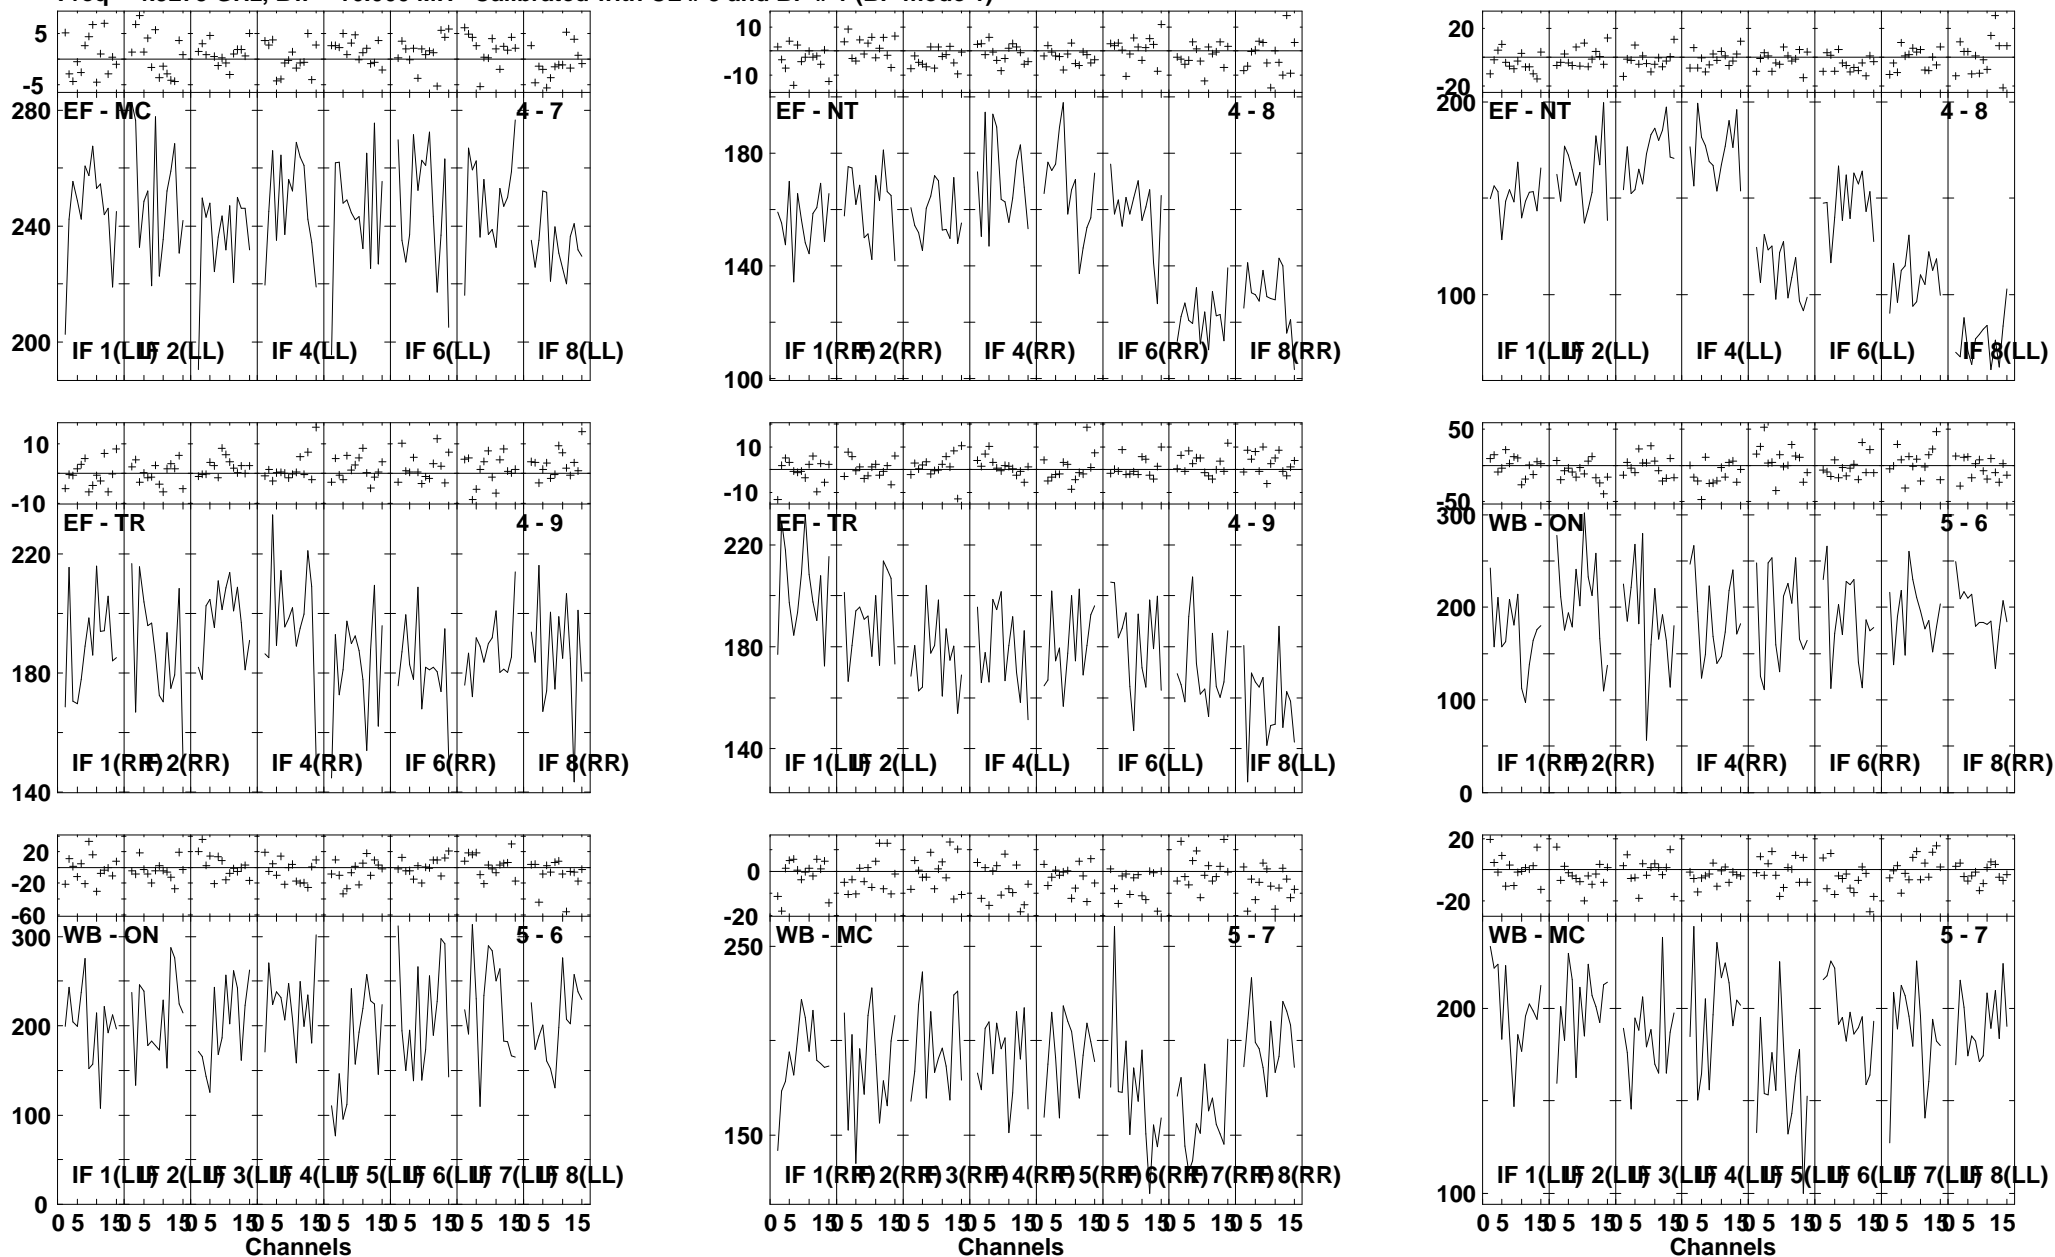 5
-5
280
240
200
EF - MC
4 - 7
IF 1(LL)
IF 2(LL)
IF 4(LL)
IF 6(LL)
IF 8(LL)
10
-10
180
140
100
EF - NT
4 - 8
IF 1(RR)
IF 2(RR)
IF 4(RR)
IF 6(RR)
IF 8(RR)
20
-20
200
100
EF - NT
4 - 8
IF 1(LL)
IF 2(LL)
IF 4(LL)
IF 6(LL)
IF 8(LL)
10
0
-10
220
180
140
EF - TR
4 - 9
IF 1(RR)
IF 2(RR)
IF 4(RR)
IF 6(RR)
IF 8(RR)
10
-10
220
180
140
EF - TR
4 - 9
IF 1(LL)
IF 2(LL)
IF 4(LL)
IF 6(LL)
IF 8(LL)
50
-50
300
200
100
0
WB - ON
5 - 6
IF 1(RR)
IF 2(RR)
IF 4(RR)
IF 6(RR)
IF 8(RR)
20
-20
-60
300
200
100
0
WB - ON
5 - 6
IF 1(LL)
IF 2(LL)
IF 3(LL)
IF 4(LL)
IF 5(LL)
IF 6(LL)
IF 7(LL)
IF 8(LL)
0 5 15 0 5 15 0 5 15 0 5 15 0 5 15 0 5 15 0 5 15 0 5 15
Channels
20
0
-20
250
150
WB - MC
5 - 7
IF 1(RR)
IF 2(RR)
IF 3(RR)
IF 4(RR)
IF 5(RR)
IF 6(RR)
IF 7(RR)
IF 8(RR)
0 5 15 0 5 15 0 5 15 0 5 15 0 5 15 0 5 15 0 5 15 0 5 15
Channels
20
-20
200
100
WB - MC
5 - 7
IF 1(LL)
IF 2(LL)
IF 3(LL)
IF 4(LL)
IF 5(LL)
IF 6(LL)
IF 7(LL)
IF 8(LL)
0 5 15 0 5 15 0 5 15 0 5 15 0 5 15 0 5 15 0 5 15 0 5 15
Channels